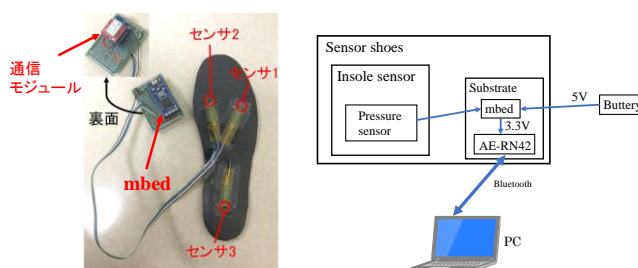 センサ2
通信
モジュール
センサ1
裏面
mbed
センサ3
Sensor shoes
Insole sensor
Substrate
mbed
5V
Buttery
Pressure
sensor
3.3V
AE-RN42
Bluetooth
PC